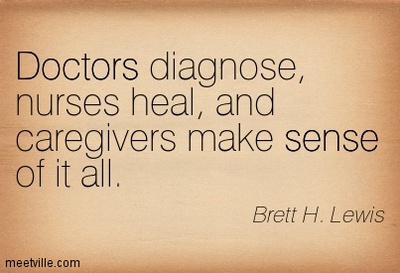 Doctors diagnose,
nurses heal, and
caregivers make sense
of it all.
Brett H. Lewis
meetville.com